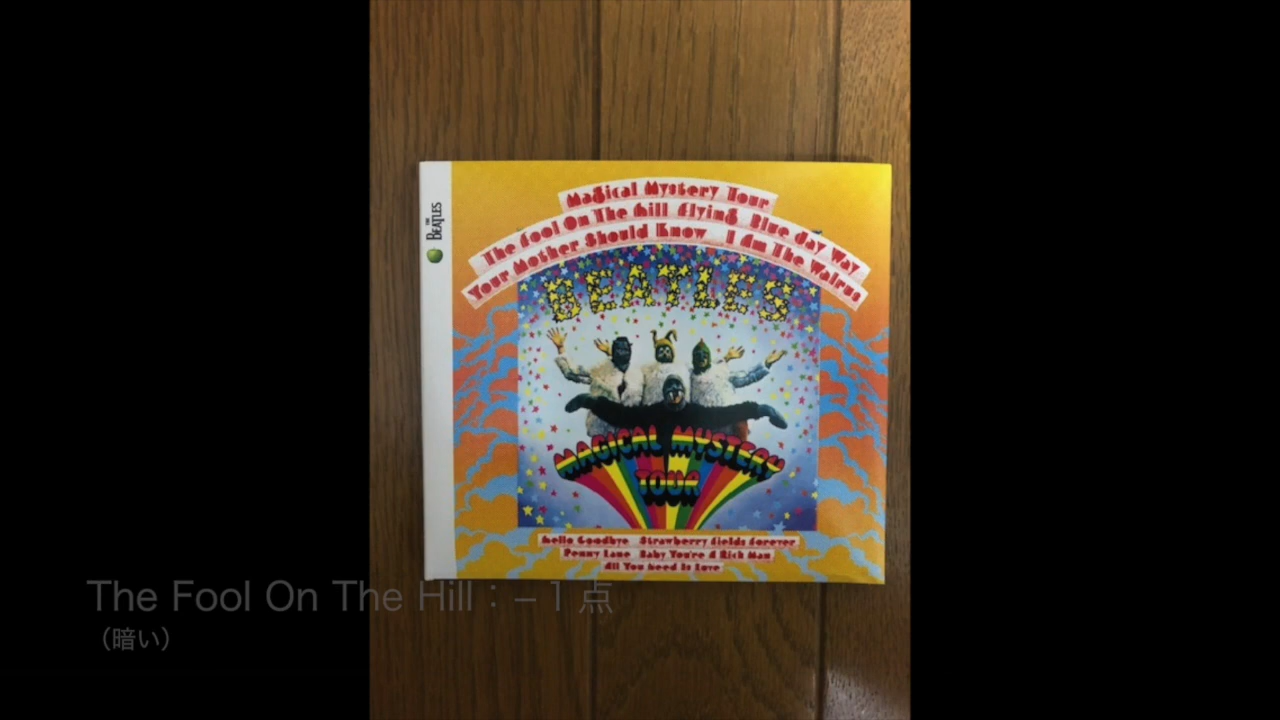 THE
BEATLES
Magical Mystery Tour
The Fool On The Hill Flying Blue Jay Way
Your Mother Should Know I Am The Walrus
BEATLES
MAGICAL MYSTERY
TOUR
Hello Goodbye Strawberry Fields Forever
Penny Lane Baby You're A Rich Man
All You Need Is Love
The Fool On The Hill：−１点
（暗い）